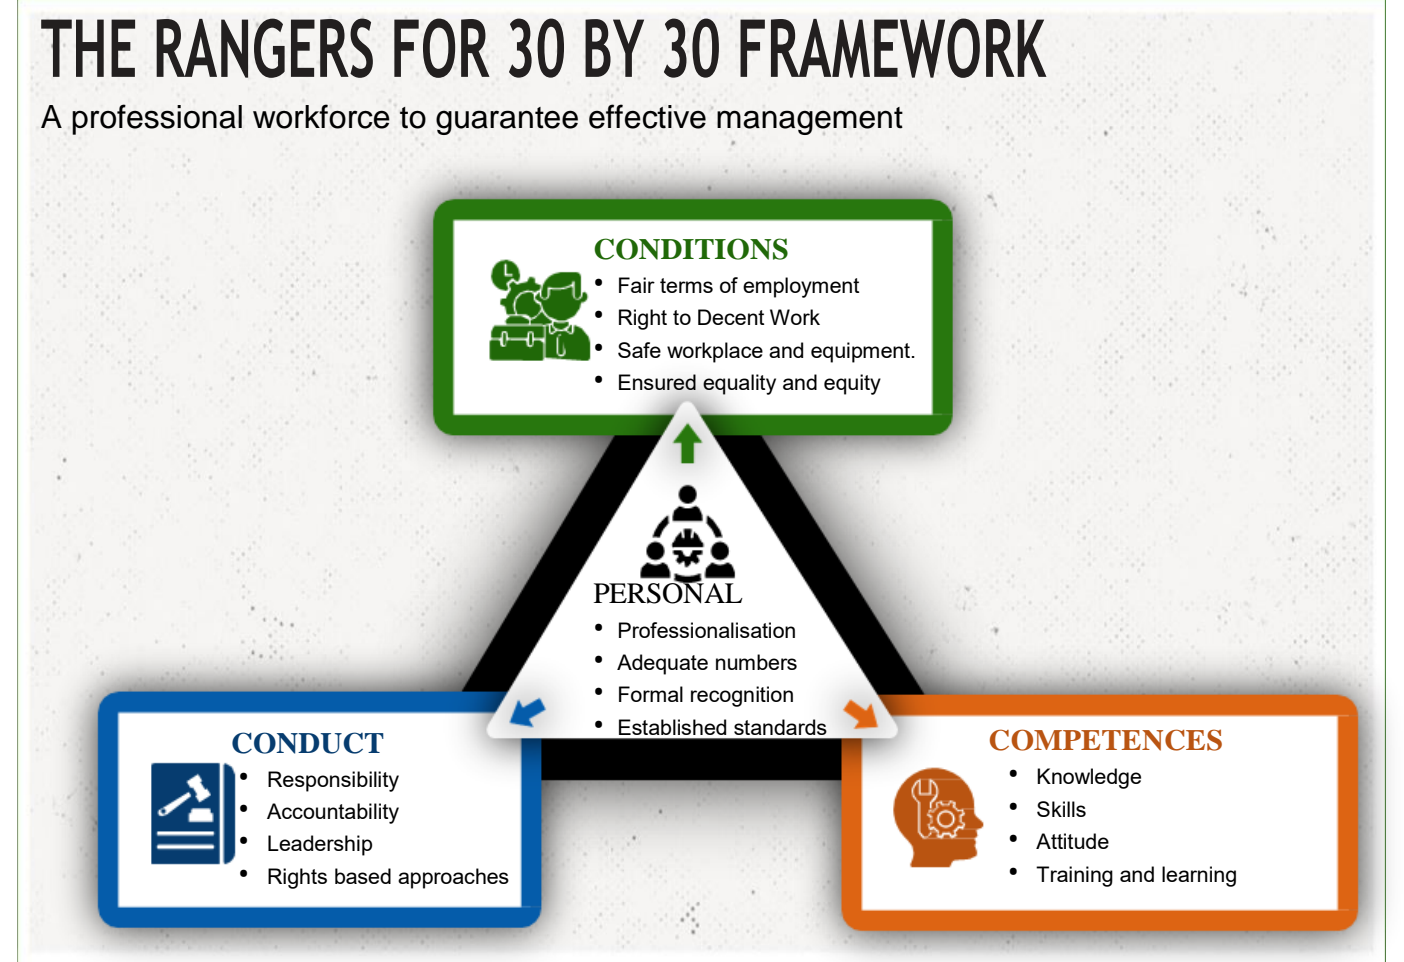 THE RANGERS FOR 30 BY 30 FRAMEWORK
A professional workforce to guarantee effective management
CONDITIONS
• Fair terms of employment
• Right to Decent Work
• Safe workplace and equipment.
• Ensured equality and equity
PERSONAL
• Professionalisation
• Adequate numbers
• Formal recognition
• Established standards
CONDUCT
• Responsibility
• Accountability
• Leadership
• Rights based approaches
COMPETENCES
• Knowledge
• Skills
• Attitude
• Training and learning